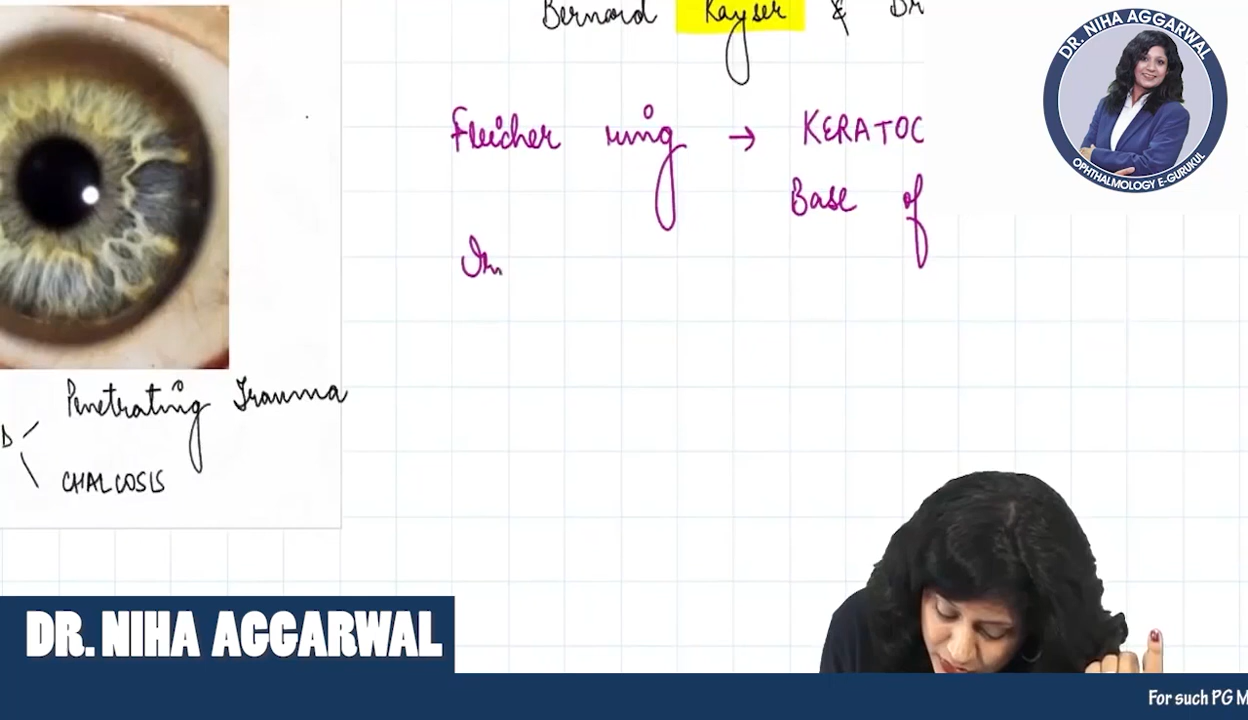 Bernard Kayser & Dr
DR. NIHA AGGARWAL
OPHTHALMOLOGY E-GURUKUL
Fleicher ring → KERATOC
Base of
Penetrating Trauma
D
CHALCOSIS
DR. NIHA AGGARWAL
For such PG M